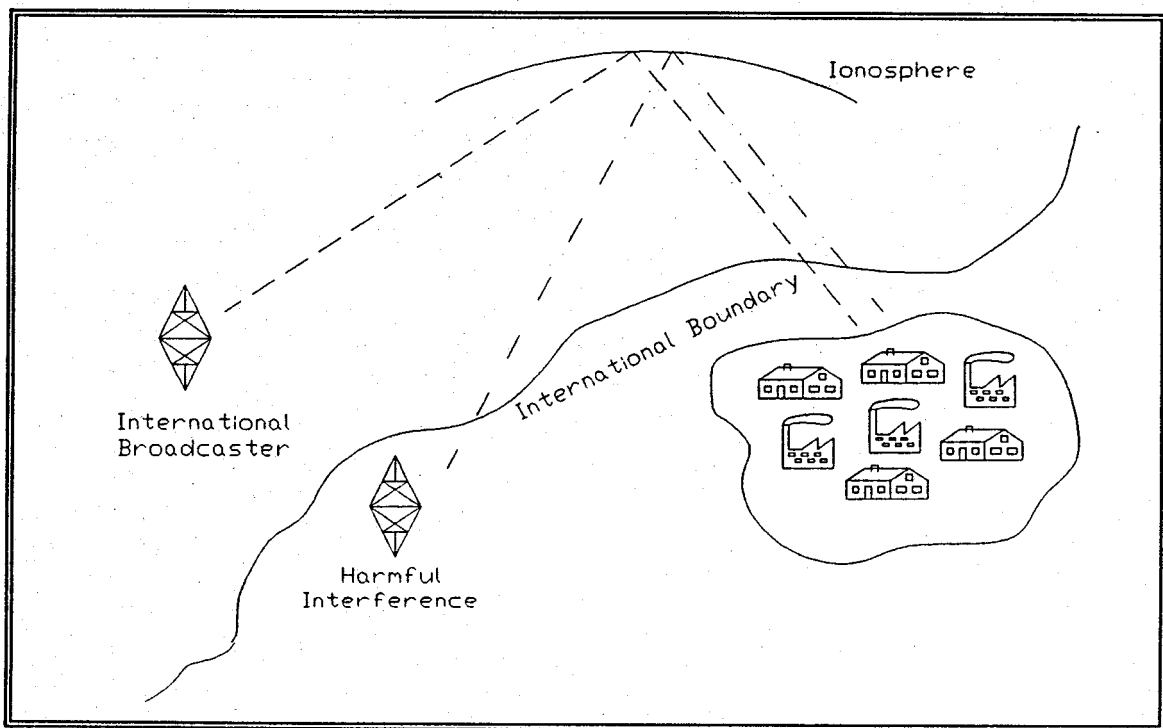 Ionosphere
International Boundary
International
Broadcaster
Harmful
Interference